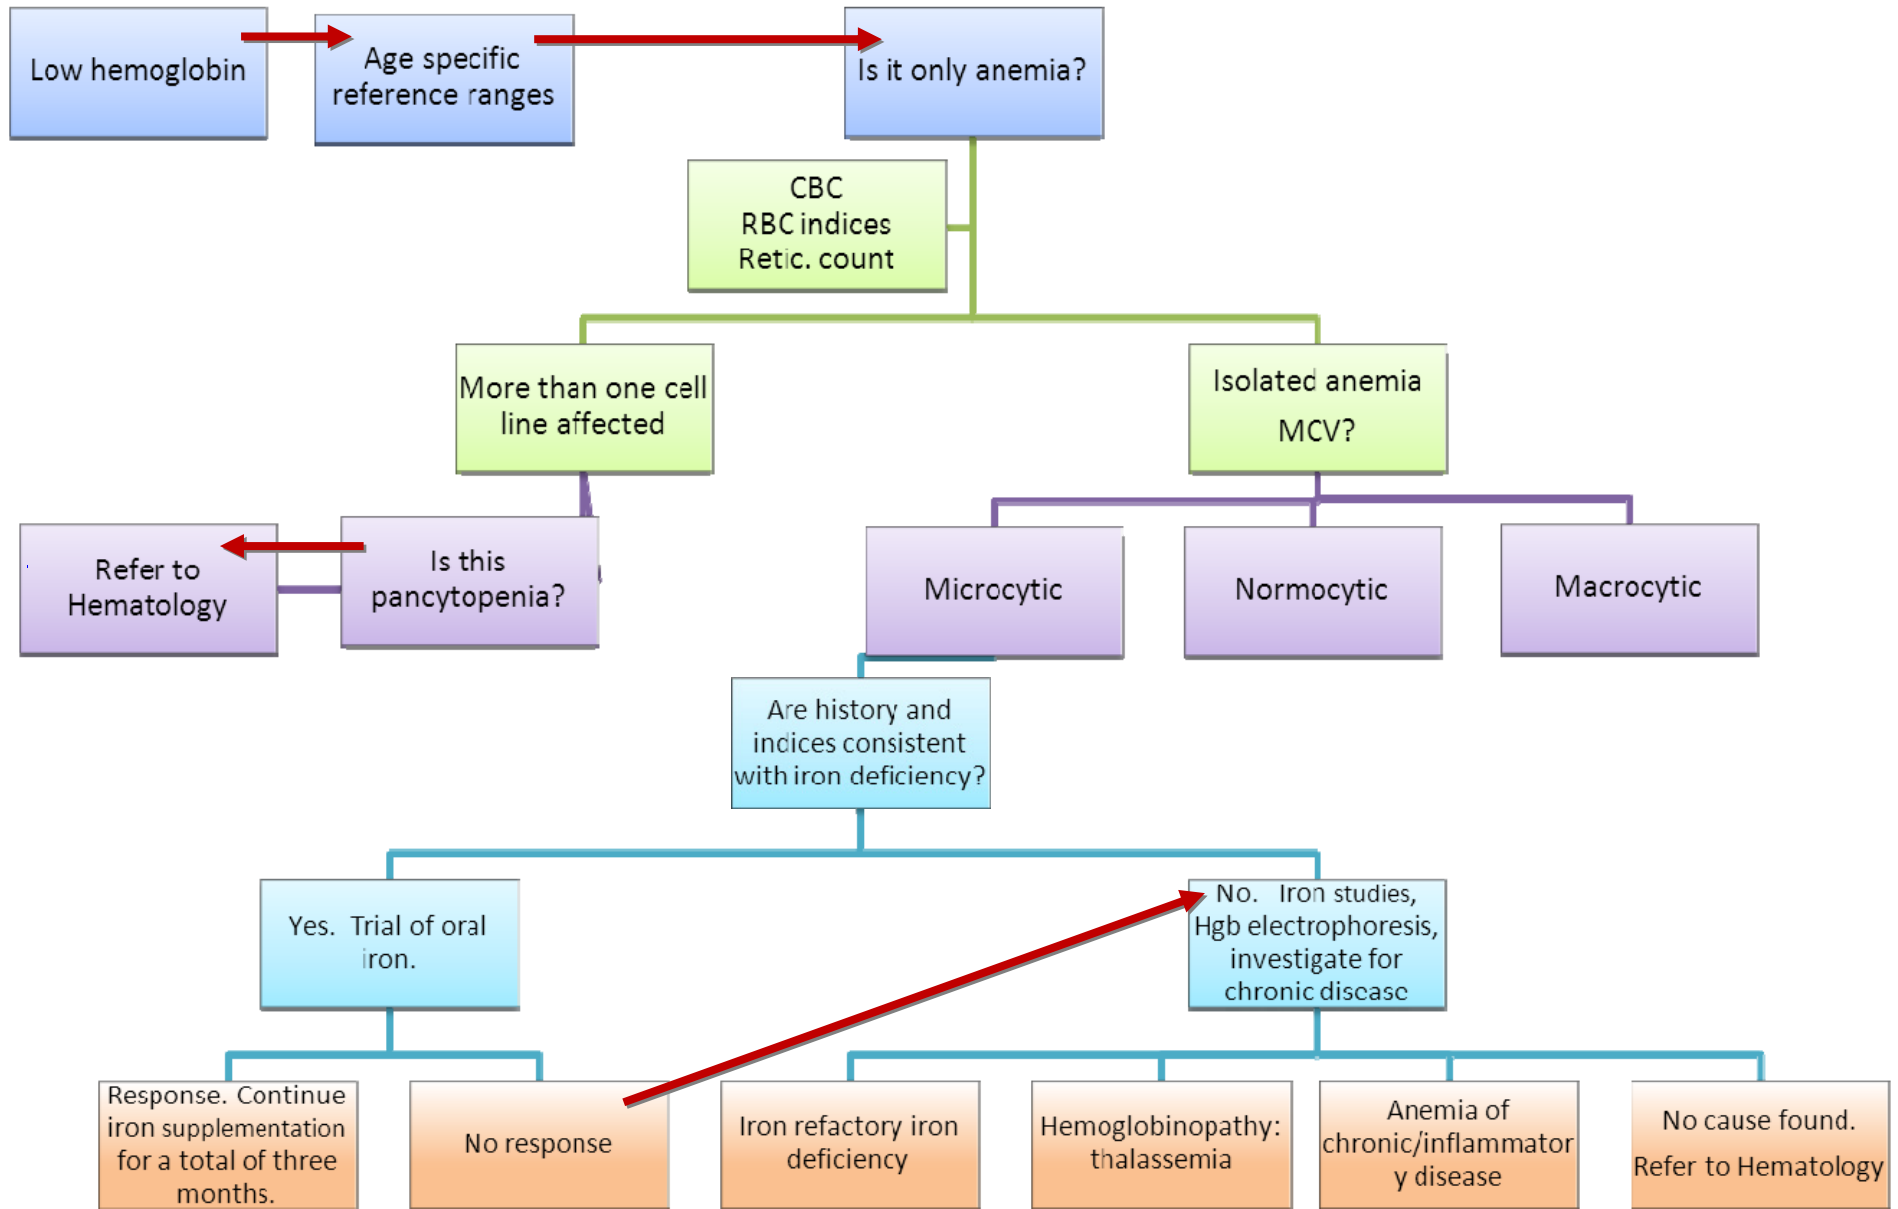 Low hemoglobin
Age specific
reference ranges
Is it only anemia?
CBC
RBC indices
Retic. count
More than one cell
line affected
Isolated anemia
MCV?
Refer to
Hematology
Is this
pancytopenia?
Microcytic
Normocytic
Macrocytic
Are history and
indices consistent
with iron deficiency?
Yes. Trial of oral
iron.
No. Iron studies,
Hgb electrophoresis,
investigate for
chronic disease
Response. Continue
iron supplementation
for a total of three
months.
No response
Iron refactory iron
deficiency
Hemoglobinopathy:
thalassemia
Anemia of
chronic/inflammator
y disease
No cause found.
Refer to Hematology